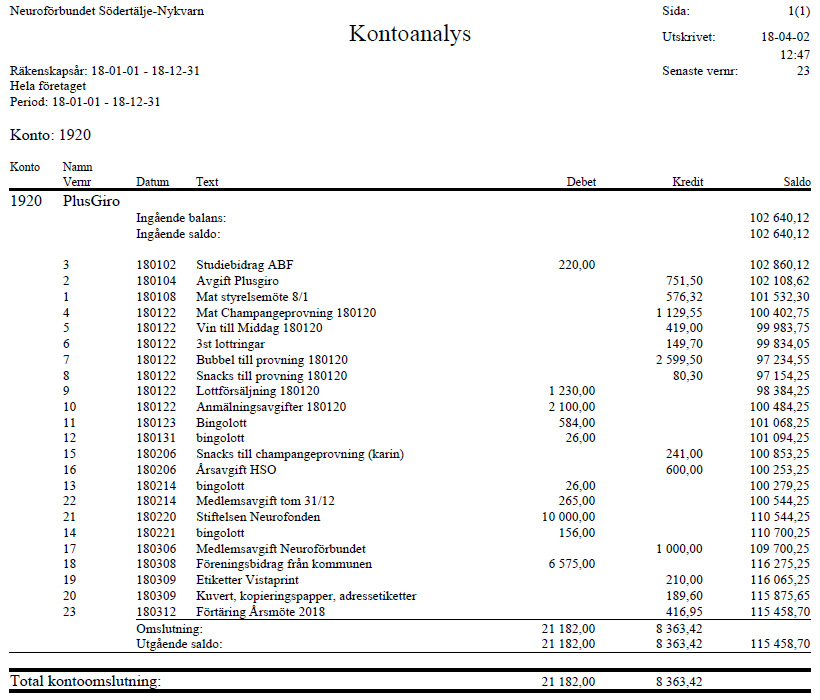 Neuroförbundet Södertälje-Nykvarn Sida: 1(1)
Kontoanalys
Utskrivet: 18-04-02
12:47
Räkenskapsår: 18-01-01 - 18-12-31 Senaste vernr: 23
Hela företaget
Period: 18-01-01 - 18-12-31
Konto: 1920
Konto Namn
Vernr Datum Text Debet Kredit Saldo
1920 PlusGiro
Ingående balans: 102 640,12
Ingående saldo: 102 640,12
3 180102 Studiebidrag ABF 220,00 102 860,12
2 180104 Avgift Plusgiro 751,50 102 108,62
1 180108 Mat styrelsemöte 8/1 576,32 101 532,30
4 180122 Mat Champangeprovning 180120 1 129,55 100 402,75
5 180122 Vin till Middag 180120 419,00 99 983,75
6 180122 3st lottringar 149,70 99 834,05
7 180122 Bubbel till provning 180120 2 599,50 97 234,55
8 180122 Snacks till provning 180120 80,30 97 154,25
9 180122 Lottförsäljning 180120 1 230,00 98 384,25
10 180122 Anmälningsavgifter 180120 2 100,00 100 484,25
11 180123 Bingolott 584,00 101 068,25
12 180131 bingolott 26,00 101 094,25
15 180206 Snacks till champangeprovning (karin) 241,00 100 853,25
16 180206 Årsavgift HSO 600,00 100 253,25
13 180214 bingolott 26,00 100 279,25
22 180214 Medlemsavgift tom 31/12 265,00 100 544,25
21 180220 Stiftelsen Neurofonden 10 000,00 110 544,25
14 180221 bingolott 156,00 110 700,25
17 180306 Medlemsavgift Neuroförbundet 1 000,00 109 700,25
18 180308 Föreningsbidrag från kommunen 6 575,00 116 275,25
19 180309 Etiketter Vistaprint 210,00 116 065,25
20 180309 Kuvert, kopieringspapper, adressetiketter 189,60 115 875,65
23 180312 Förtäring Årsmöte 2018 416,95 115 458,70
Omslutning: 21 182,00 8 363,42
Utgående saldo: 21 182,00 8 363,42 115 458,70
Total kontoomslutning: 21 182,00 8 363,42